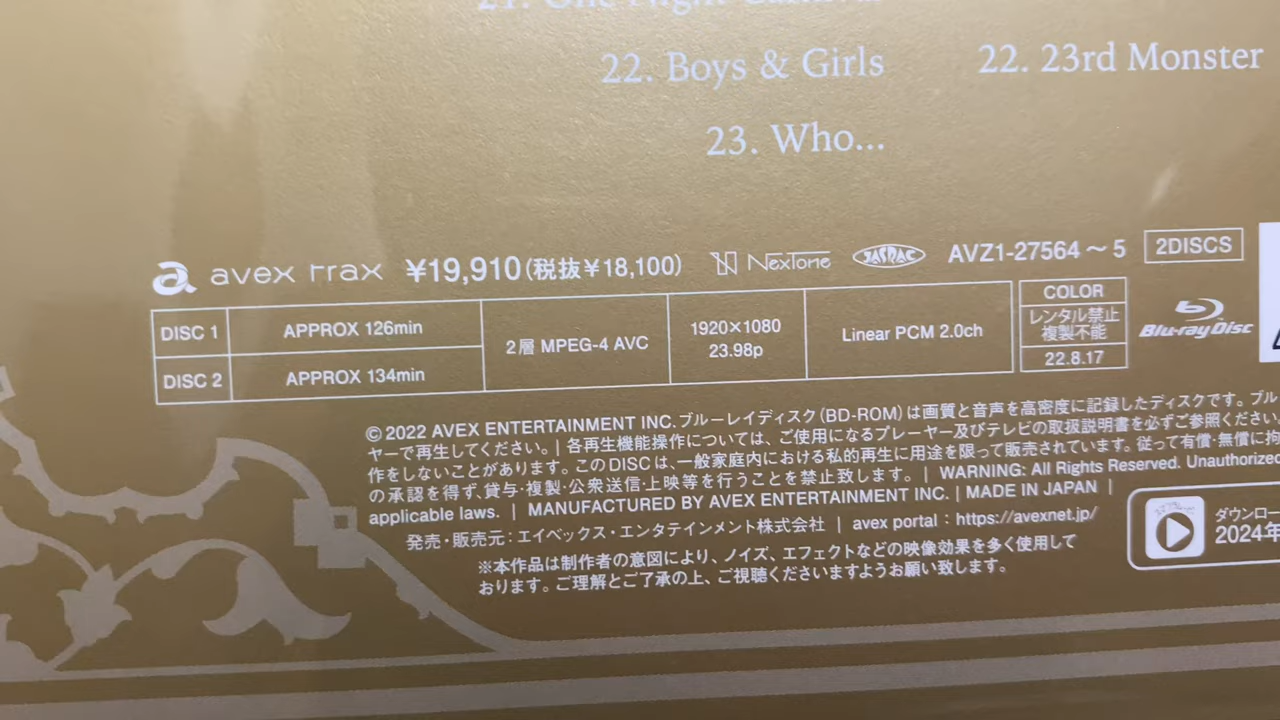 21. One Night Carnival
22. Boys & Girls
22. 23rd Monster
23. Who...
avex trax ¥19,910(税抜¥18,100) NexTone JASRAC AVZ1-27564～5 2DISCS
DISC 1 APPROX 126min
DISC 2 APPROX 134min
2層 MPEG-4 AVC
1920×1080
23.98p
Linear PCM 2.0ch
COLOR
レンタル禁止
複製不能
22.8.17
Blu-ray Disc
©2022 AVEX ENTERTAINMENT INC. ブルーレイディスク(BD-ROM)は画質と音声を高密度に記録したディスクです。ブル
ヤーで再生してください。| 各再生機能操作については、ご使用になるプレーヤー及びテレビの取扱説明書を必ずご参照ください。
作をしないことがあります。このDISCは、一般家庭内における私的再生に用途を限って販売されています。従って有償・無償に拘
の承認を得ず、貸与・複製・公衆送信・上映等を行うことを禁止致します。 | WARNING: All Rights Reserved. Unauthorized
applicable laws. | MANUFACTURED BY AVEX ENTERTAINMENT INC. | MADE IN JAPAN |
発売・販売元：エイベックス・エンタテインメント株式会社 | avex portal : https://avexnet.jp/
※本作品は制作者の意図により、ノイズ、エフェクトなどの映像効果を多く使用して
おります。ご理解とご了承の上、ご視聴くださいますようお願い致します。
ダウンロー
2024年